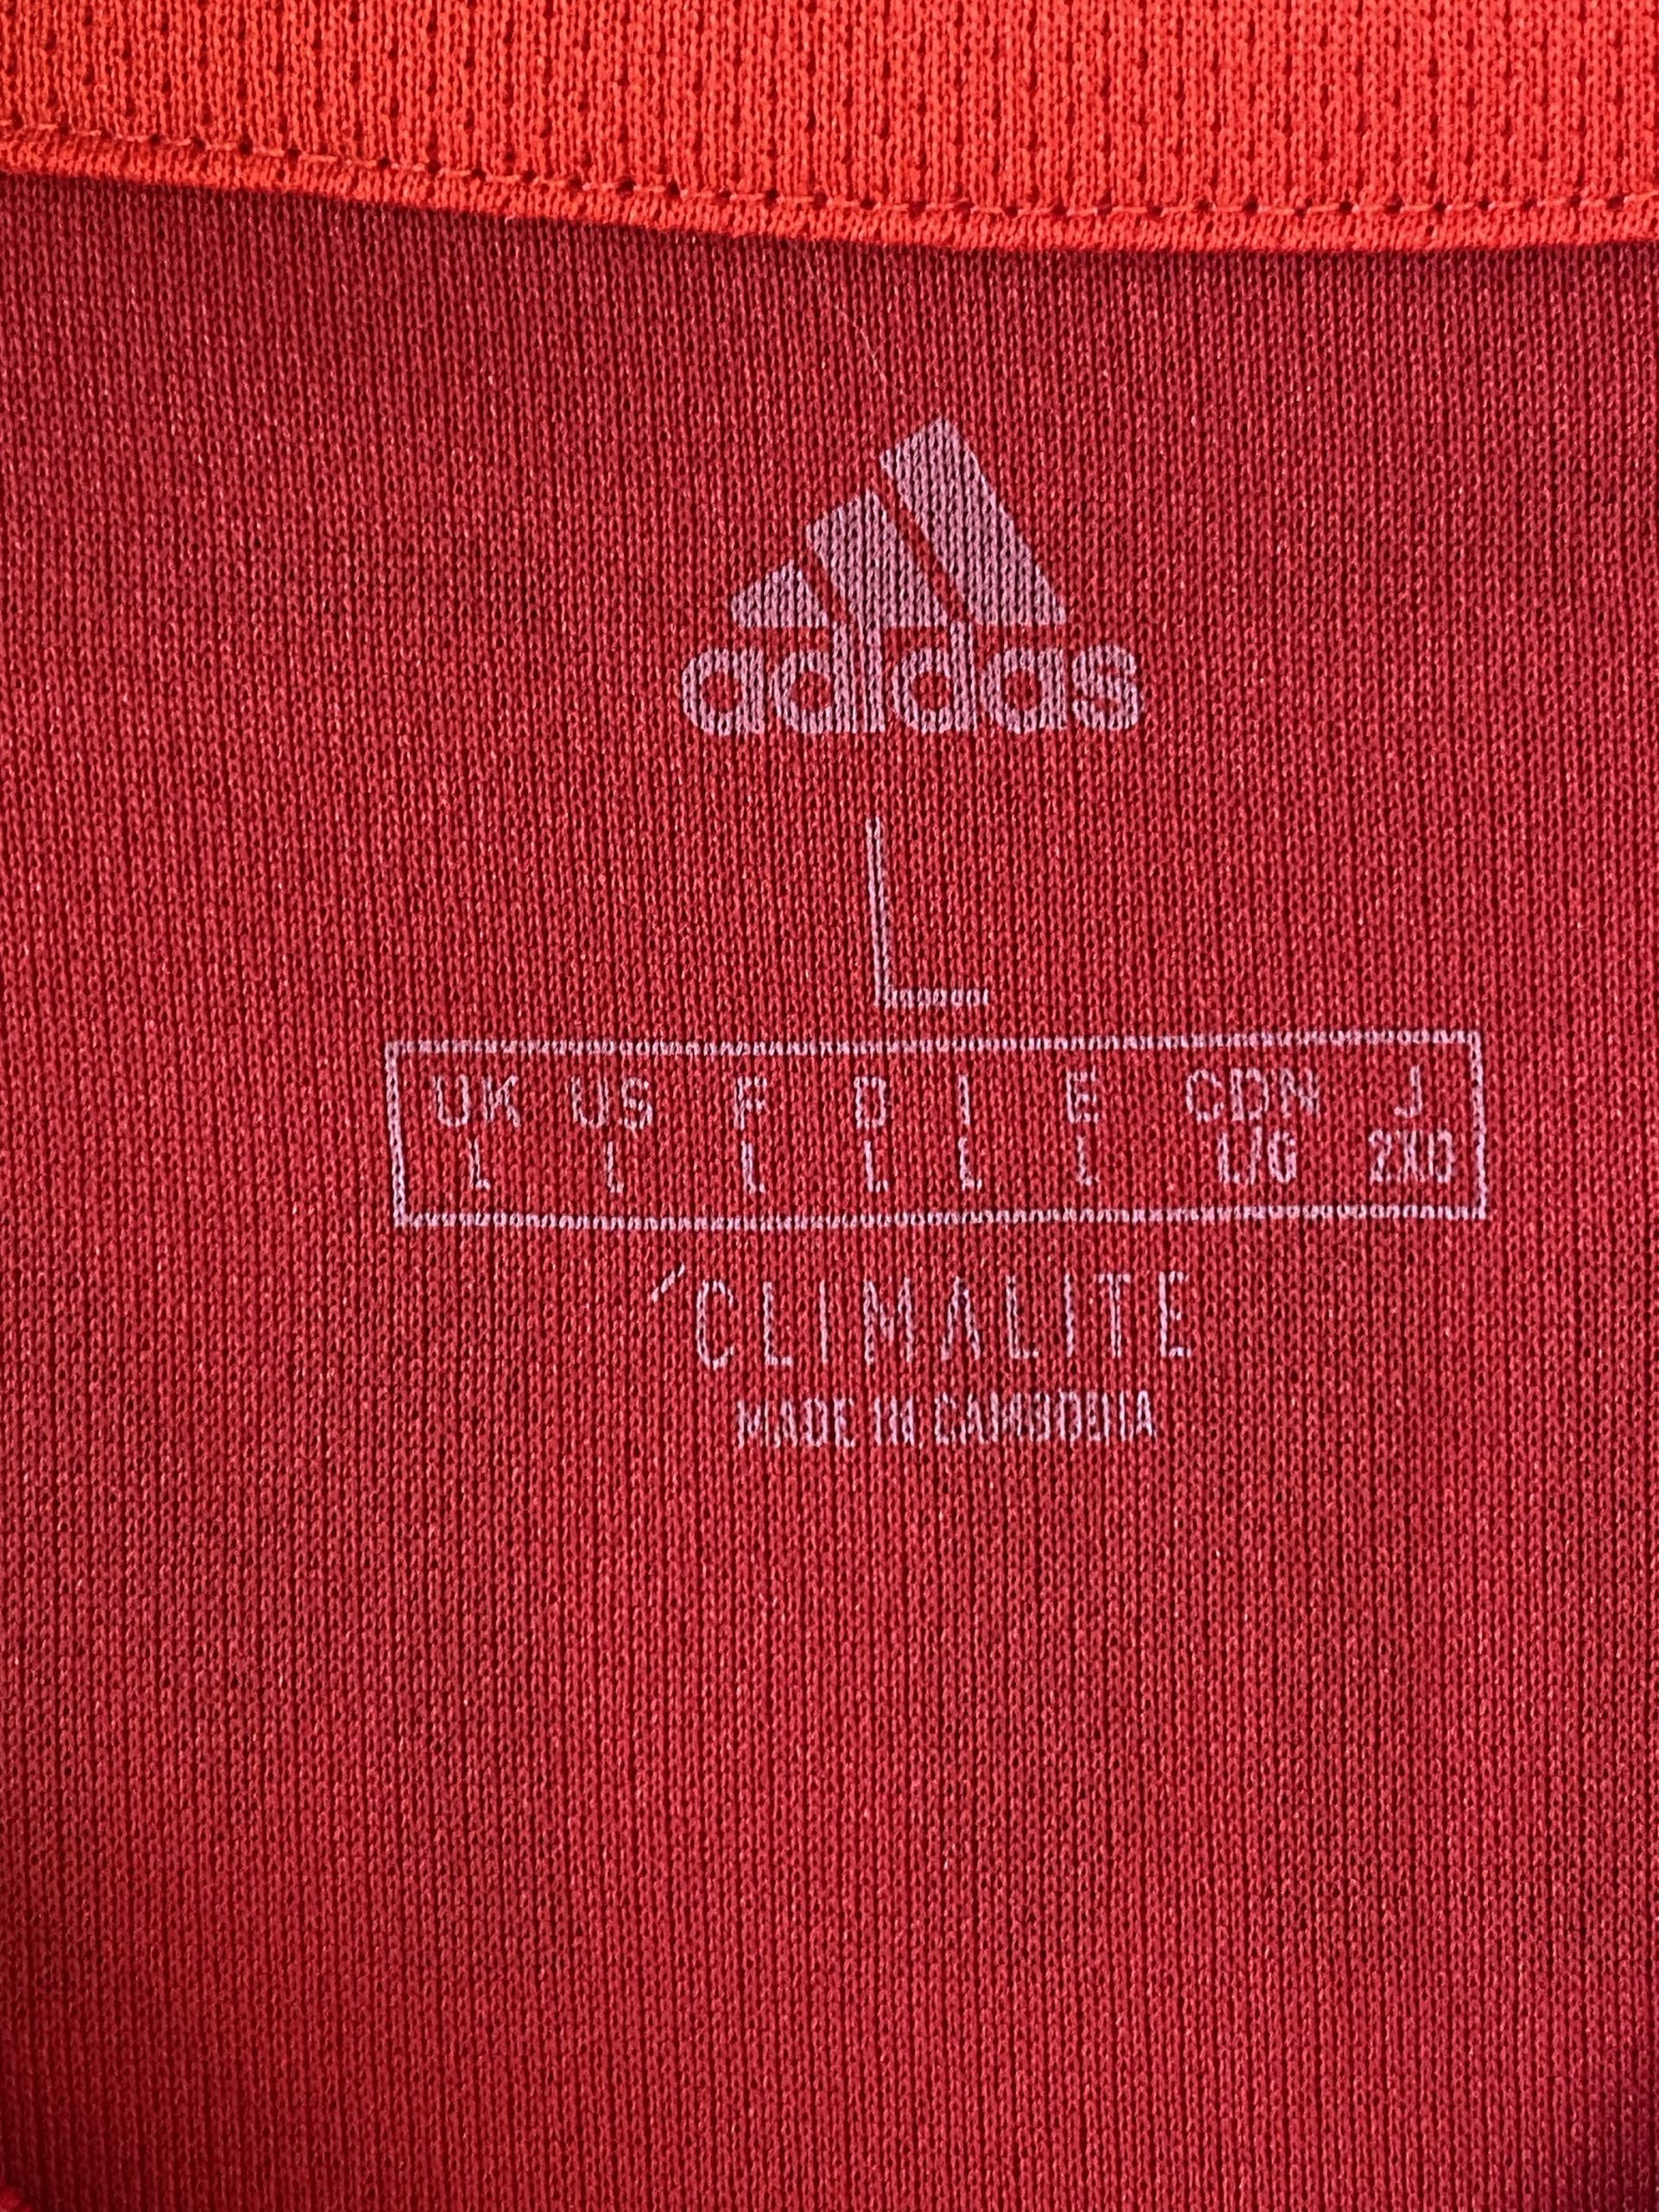 adidas
L
UK US F D I E CDN J
L L L L L L L/G 2XO
CLIMALITE
MADE IN CAMBODIA